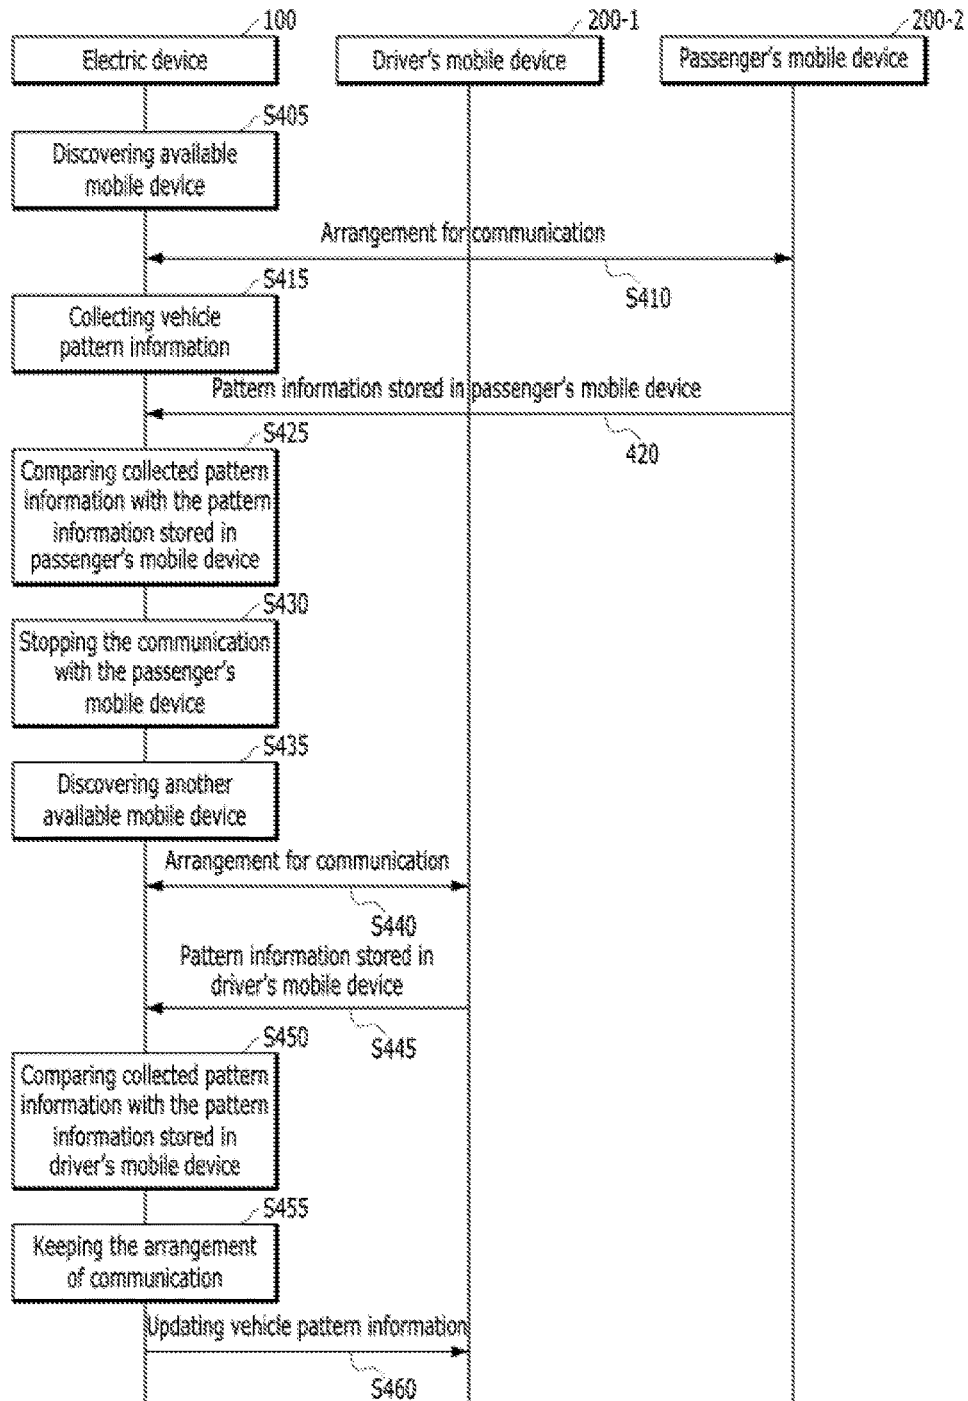 100
200-1
200-2
Electric device
Driver's mobile device
Passenger's mobile device
S405
Discovering available
mobile device
Arrangement for communication
S410
S415
Collecting vehicle
pattern information
Pattern information stored in passenger's mobile device
420
S425
Comparing collected pattern
information with the pattern
information stored in
passenger's mobile device
S430
Stopping the communication
with the passenger's
mobile device
S435
Discovering another
available mobile device
Arrangement for communication
S440
Pattern information stored in
driver's mobile device
S445
S450
Comparing collected pattern
information with the pattern
information stored in
driver's mobile device
S455
Keeping the arrangement
of communication
Updating vehicle pattern information
S460